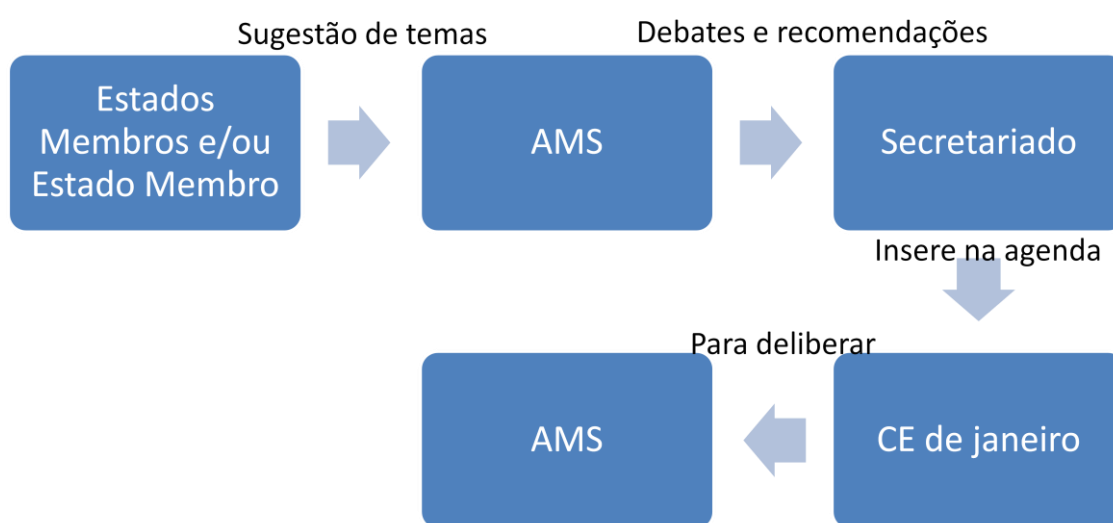 Sugestão de temas
Debates e recomendações
Estados
Membros e/ou
Estado Membro
AMS
Secretariado
Insere na agenda
Para deliberar
AMS
CE de janeiro